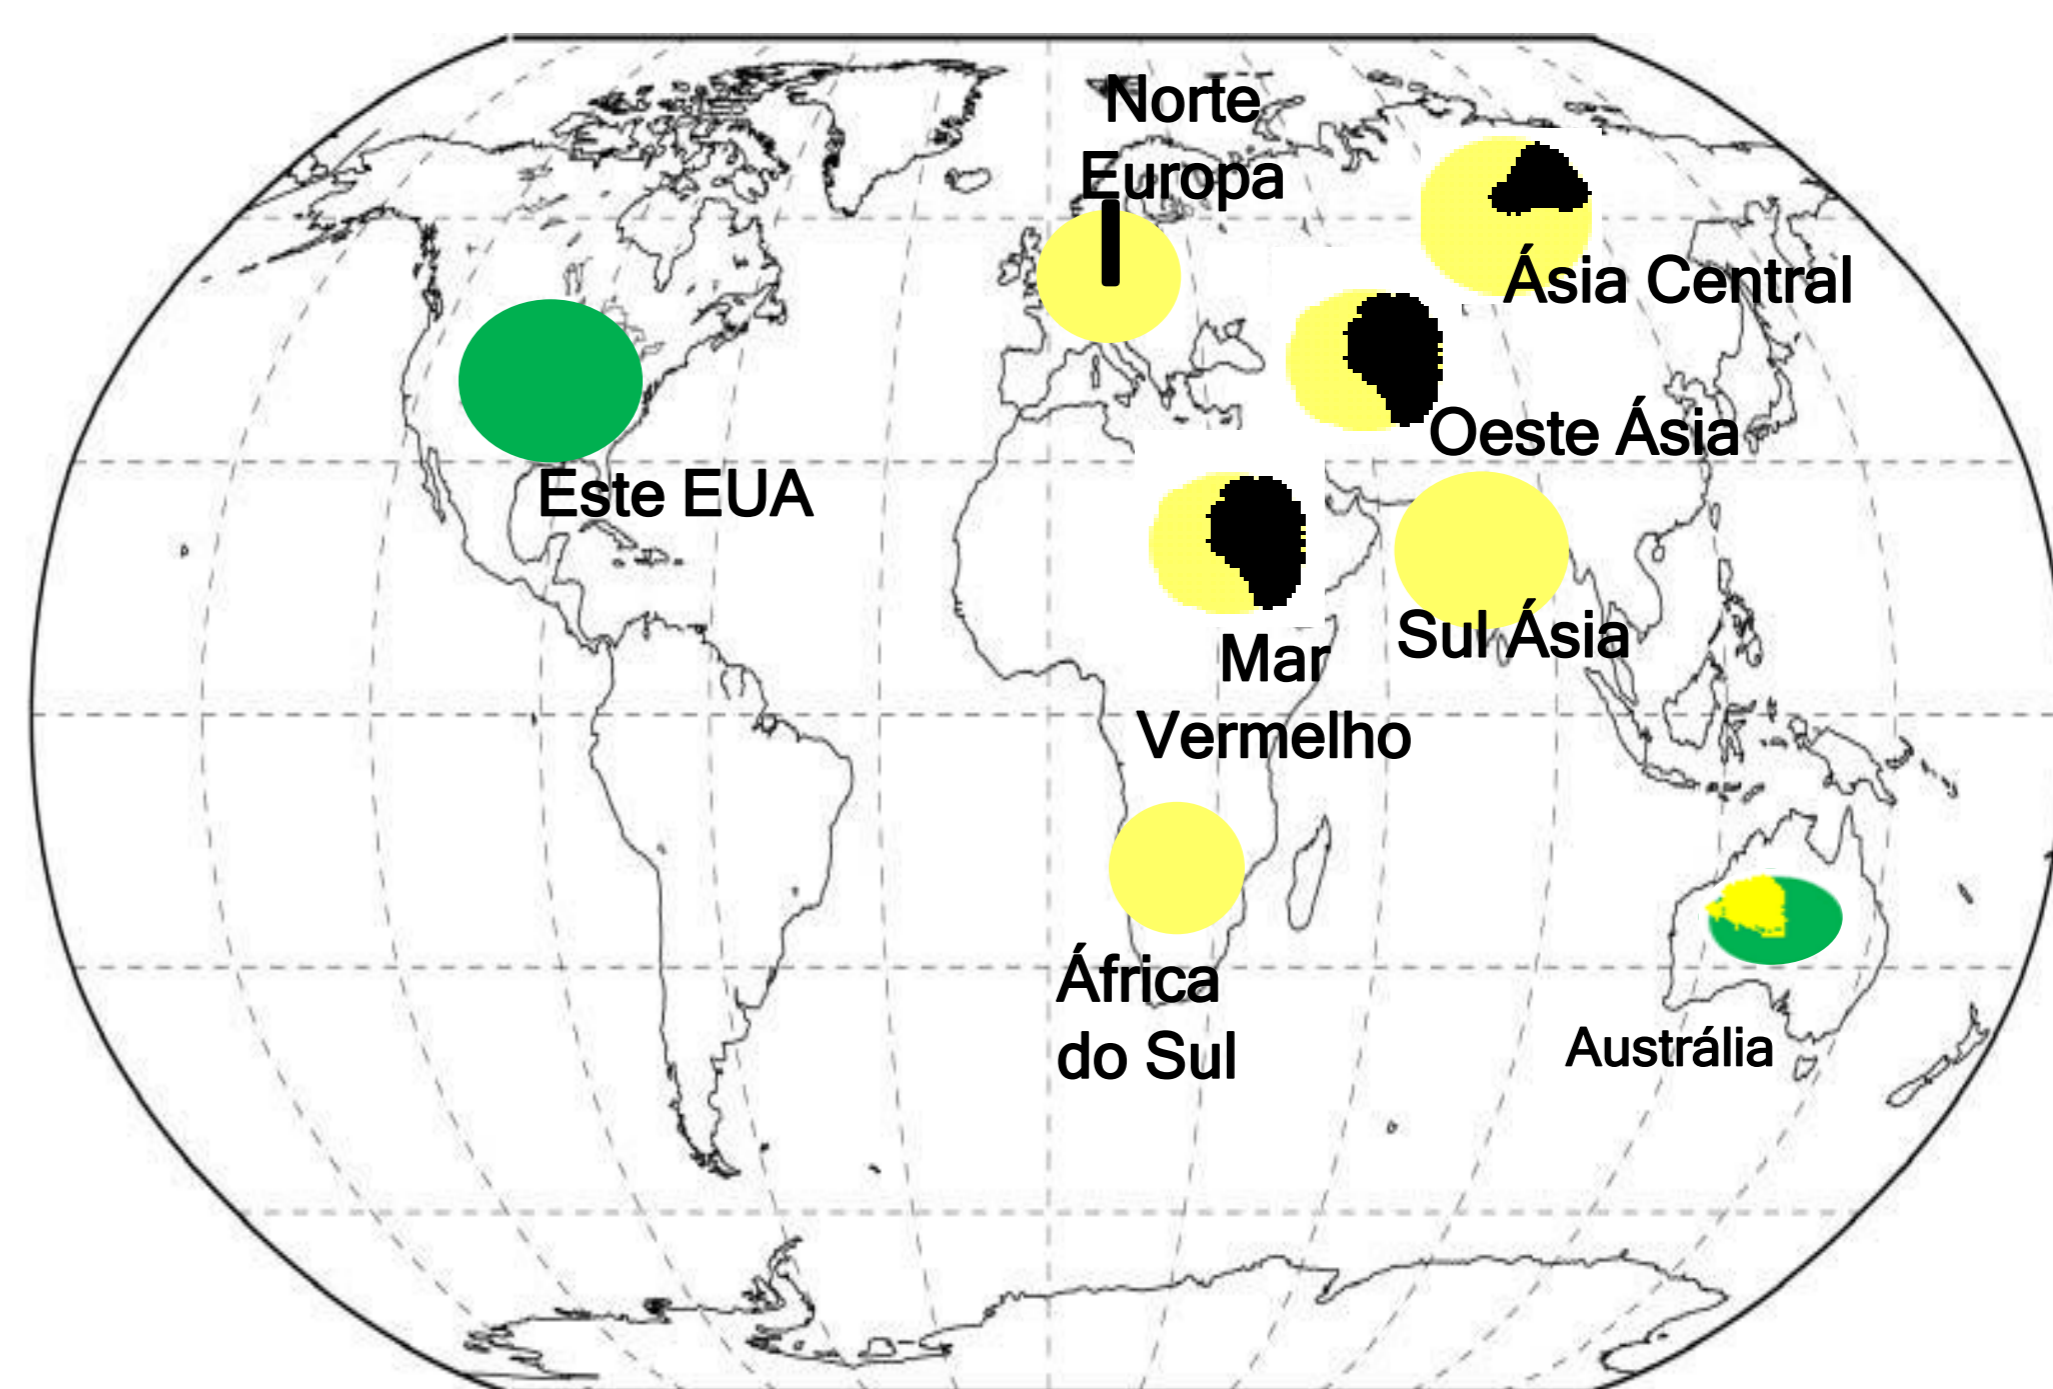 Norte
Europa
Ásia Central
Oeste Ásia
Este EUA
Sul Ásia
Mar
Vermelho
África
do Sul
Austrália